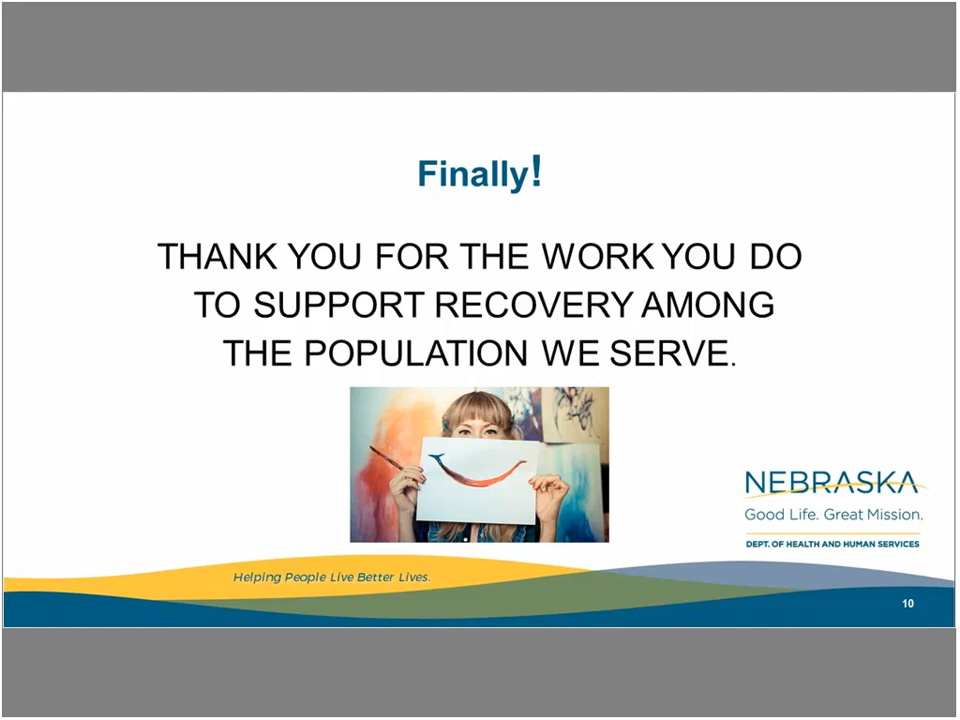 Finally!
THANK YOU FOR THE WORK YOU DO
TO SUPPORT RECOVERY AMONG
THE POPULATION WE SERVE.
NEBRASKA
Good Life. Great Mission.
DEPT. OF HEALTH AND HUMAN SERVICES
Helping People Live Better Lives.
10